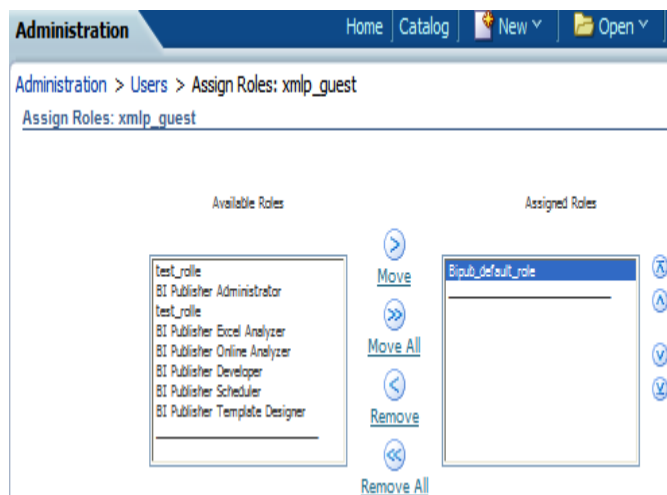 Administration
Home Catalog New Open
Administration > Users > Assign Roles: xmlp_guest
Assign Roles: xmlp_guest
Available Roles
test_rolle
BI Publisher Administrator
test_rolle
BI Publisher Excel Analyzer
BI Publisher Online Analyzer
BI Publisher Developer
BI Publisher Scheduler
BI Publisher Template Designer
Move
Move All
Remove
Remove All
Assigned Roles
Bipub_default_role